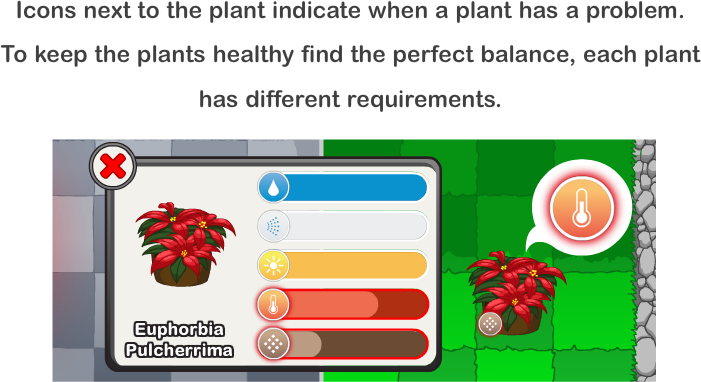 Icons next to the plant indicate when a plant has a problem.
To keep the plants healthy find the perfect balance, each plant
has different requirements.
Euphorbia
Pulcherrima